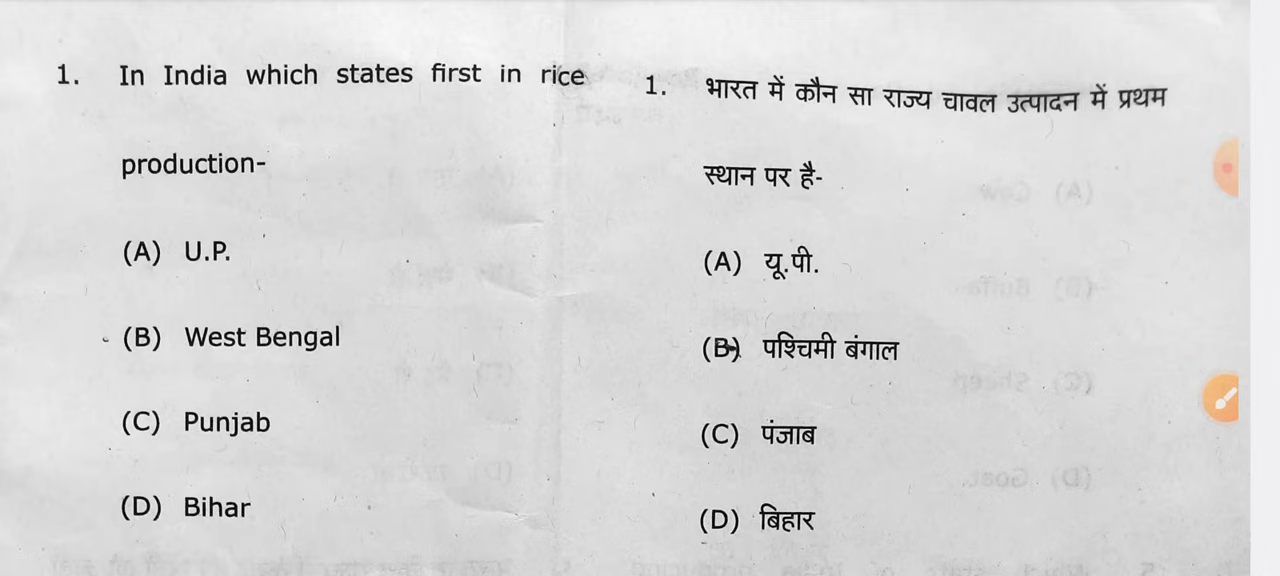 1. In India which states first in rice
production-
(A) U.P.
(B) West Bengal
(C) Punjab
(D) Bihar
1. भारत में कौन सा राज्य चावल उत्पादन में प्रथम
स्थान पर है-
(A) यू.पी.
(B) पश्चिमी बंगाल
(C) पंजाब
(D) बिहार